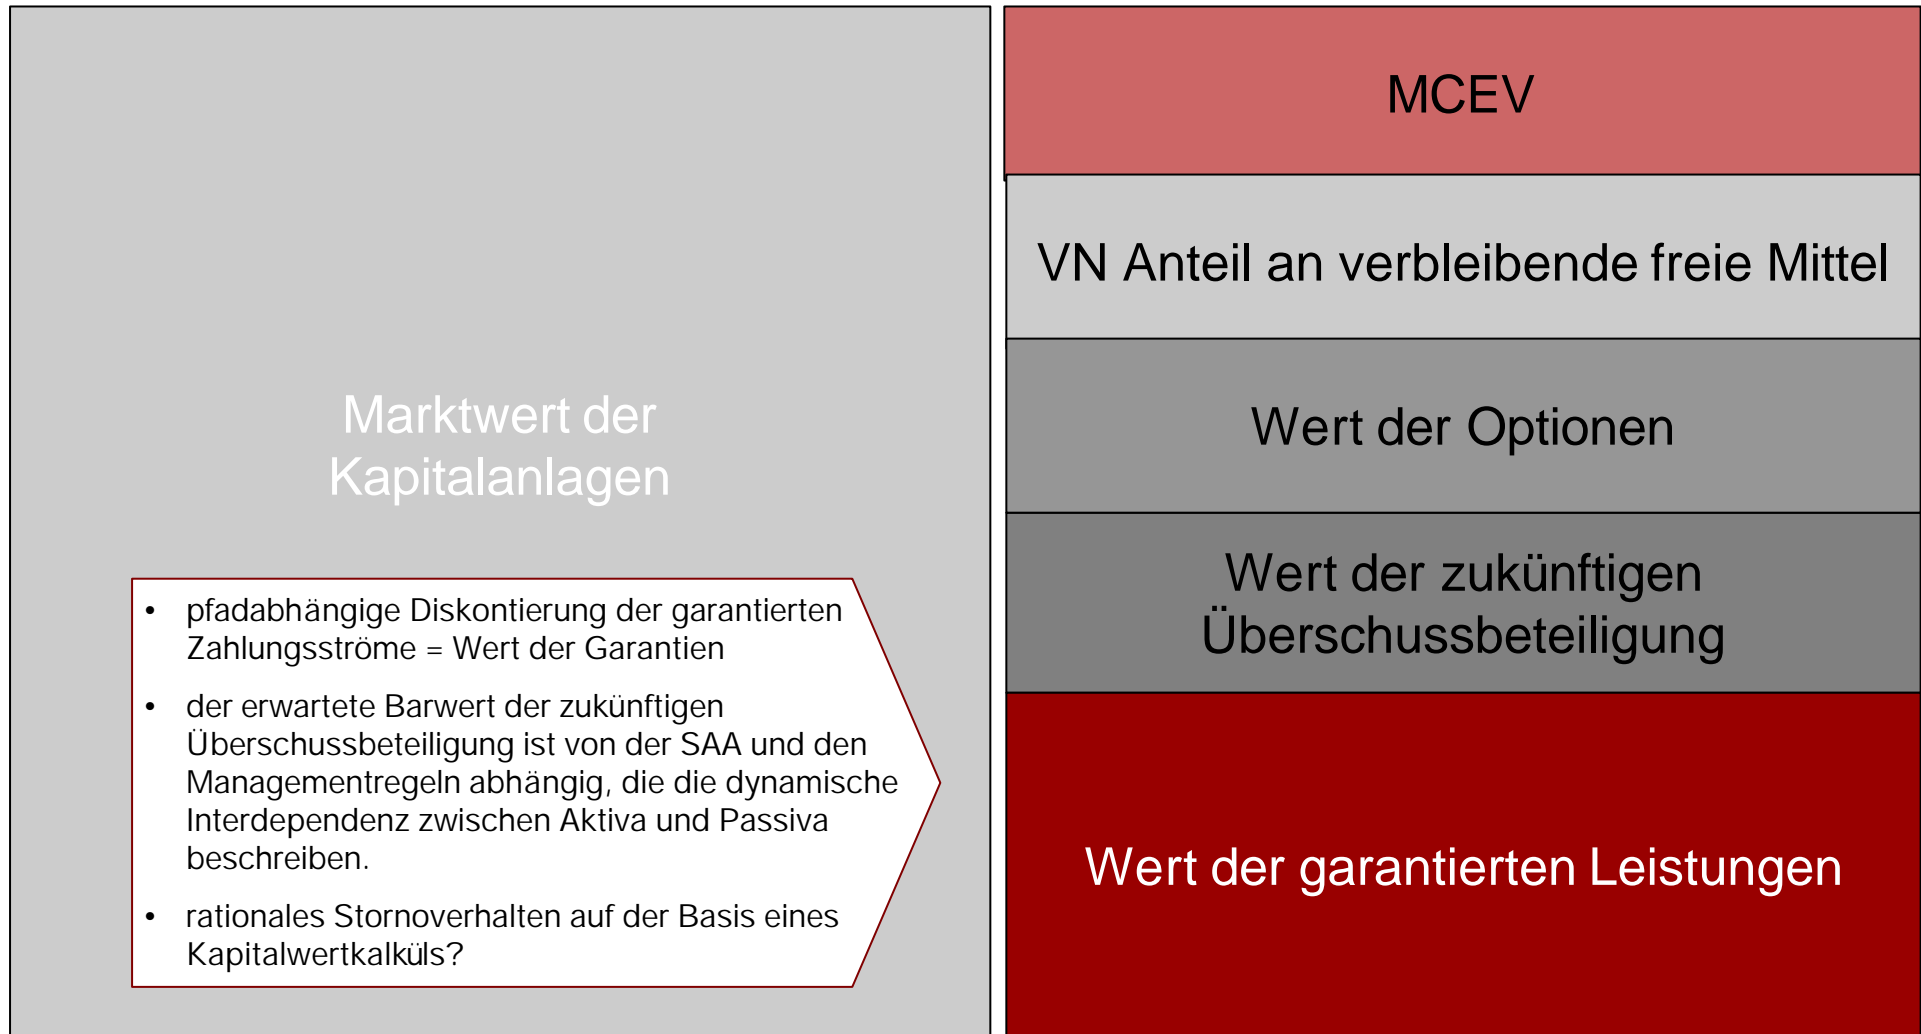 Marktwert der
Kapitalanlagen
• pfadabhängige Diskontierung der garantierten
Zahlungsströme = Wert der Garantien
• der erwartete Barwert der zukünftigen
Überschussbeteiligung ist von der SAA und den
Managementregeln abhängig, die die dynamische
Interdependenz zwischen Aktiva und Passiva
beschreiben.
• rationales Stornoverhalten auf der Basis eines
Kapitalwertkalküls?
MCEV
VN Anteil an verbleibende freie Mittel
Wert der Optionen
Wert der zukünftigen
Überschussbeteiligung
Wert der garantierten Leistungen